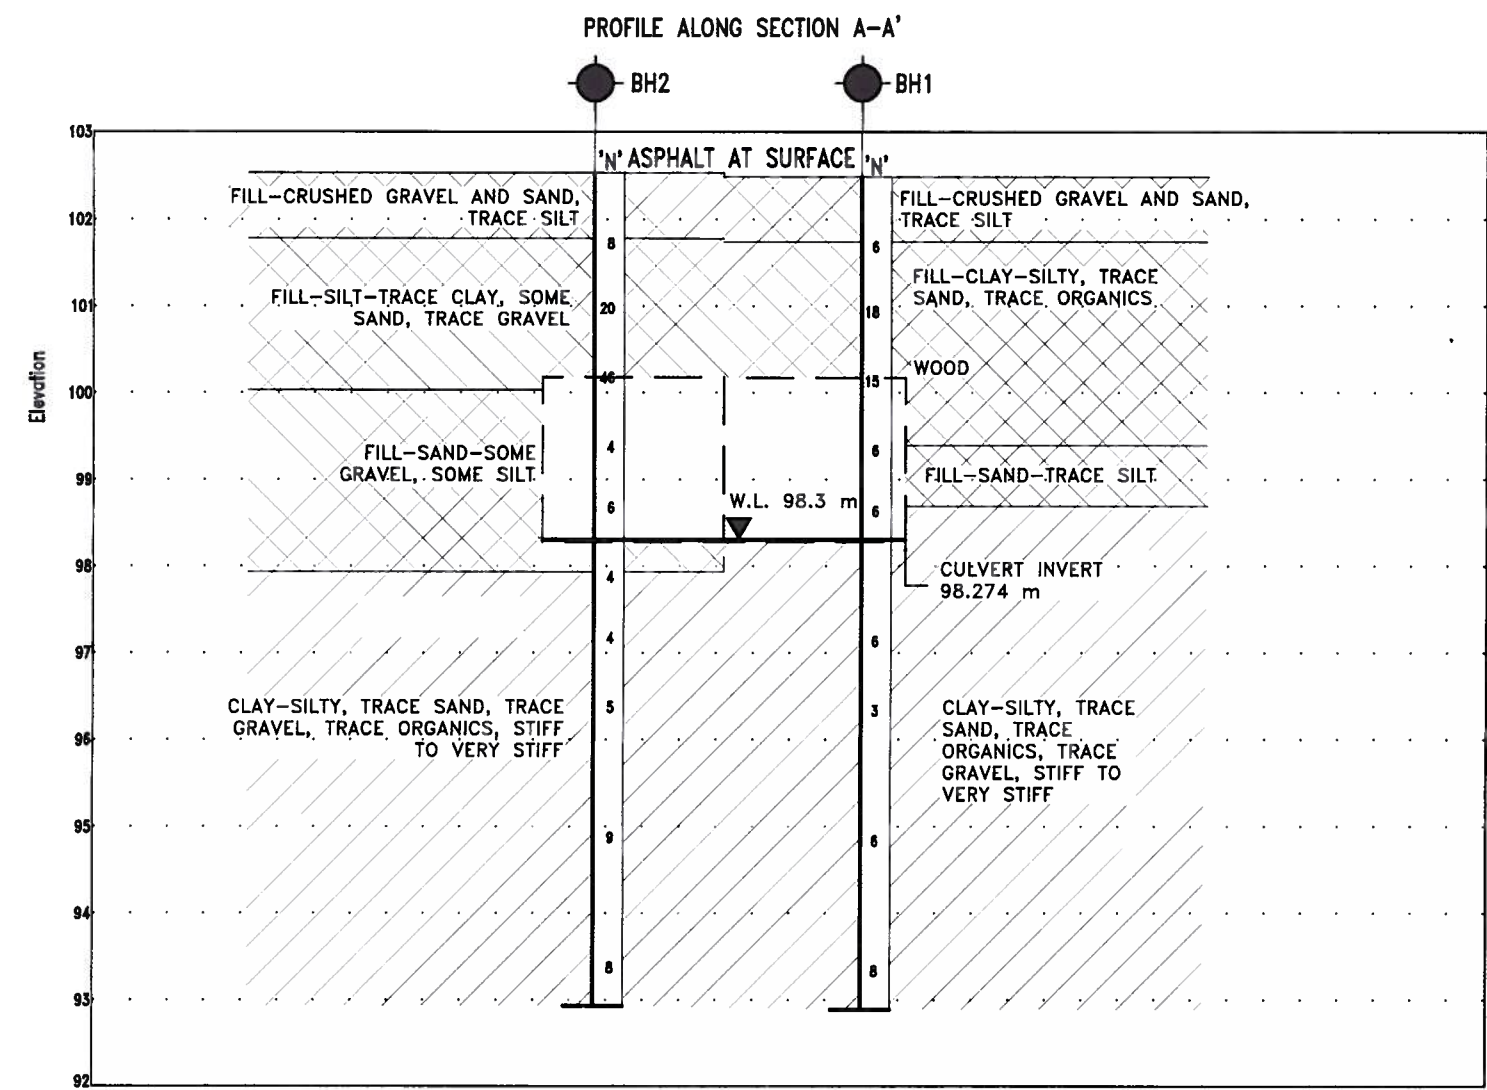 PROFILE ALONG SECTION A-A'
BH2
BH1
103
'N' ASPHALT AT SURFACE 'N'
FILL-CRUSHED GRAVEL AND SAND,
TRACE SILT
FILL-CRUSHED GRAVEL AND SAND,
TRACE SILT
102
8
6
FILL-SILT-TRACE CLAY, SOME
SAND, TRACE GRAVEL
FILL-CLAY-SILTY, TRACE
SAND, TRACE ORGANICS
101
20
18
WOOD
46
15
100
Elevation
FILL-SAND-SOME
GRAVEL, SOME SILT
4
6
FILL-SAND-TRACE SILT
99
W.L. 98.3 m
6
6
98
4
CULVERT INVERT
98.274 m
4
6
97
CLAY-SILTY, TRACE SAND, TRACE
GRAVEL, TRACE ORGANICS, STIFF
TO VERY STIFF
5
3
CLAY-SILTY, TRACE
SAND, TRACE
ORGANICS, TRACE
GRAVEL, STIFF TO
VERY STIFF
96
95
9
6
94
8
8
93
92